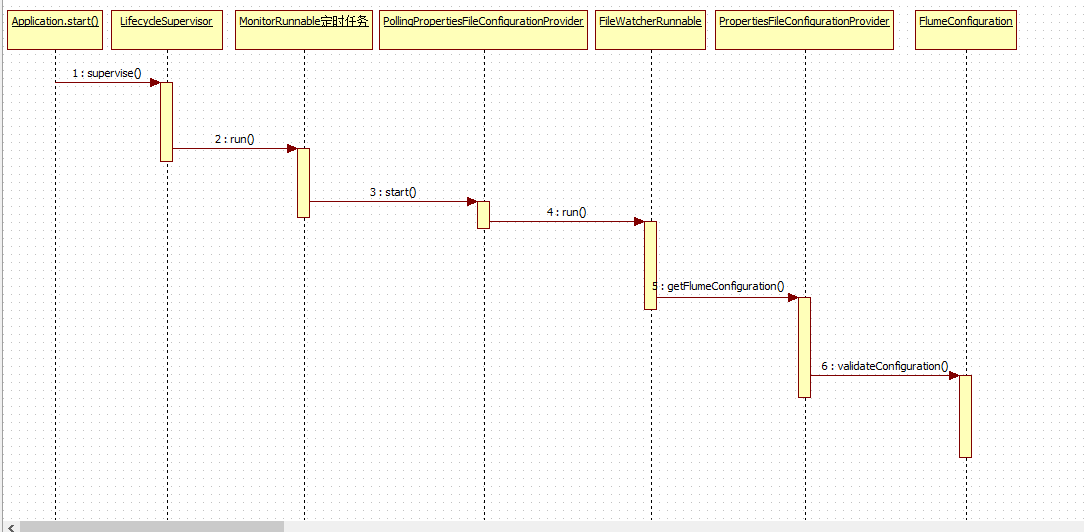 Application.start()
LifecycleSupervisor
MonitorRunnable定时任务
PollingPropertiesFileConfigurationProvider
FileWatcherRunnable
PropertiesFileConfigurationProvider
FlumeConfiguration
1 : supervise()
2 : run()
3 : start()
4 : run()
5 : getFlumeConfiguration()
6 : validateConfiguration()